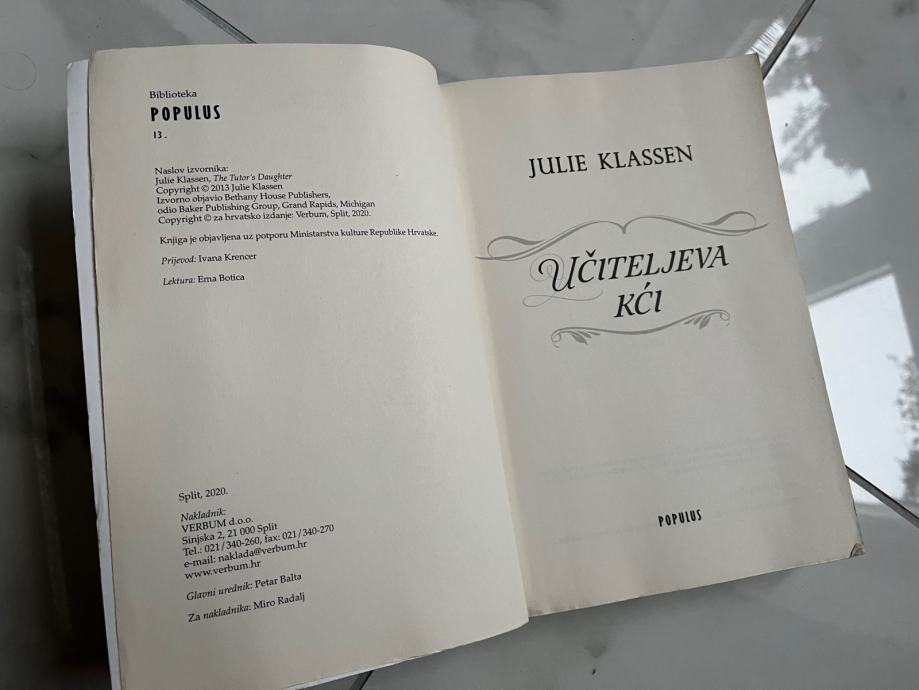 Biblioteka
POPULUS
13.
Naslov izvornika:
Julie Klassen, The Tutor's Daughter
Copyright © 2013 Julie Klassen
Izvorno objavio Bethany House Publishers,
odio Baker Publishing Group, Grand Rapids, Michigan
Copyright © za hrvatsko izdanje: Verbum, Split, 2020.
Knjiga je objavljena uz potporu Ministarstva kulture Republike Hrvatske.
Prijevod: Ivana Krencer
Lektura: Ema Botica
Split, 2020.
Nakladnik:
VERBUM d.o.o.
Sinjska 2, 21 000 Split
Tel.: 021/340-260, fax: 021/340-270
e-mail: naklada@verbum.hr
www.verbum.hr
Glavni urednik: Petar Balta
Za nakladnika: Miro Radalj
JULIE KLASSEN
UČITELJEVA
KĆI
POPULUS